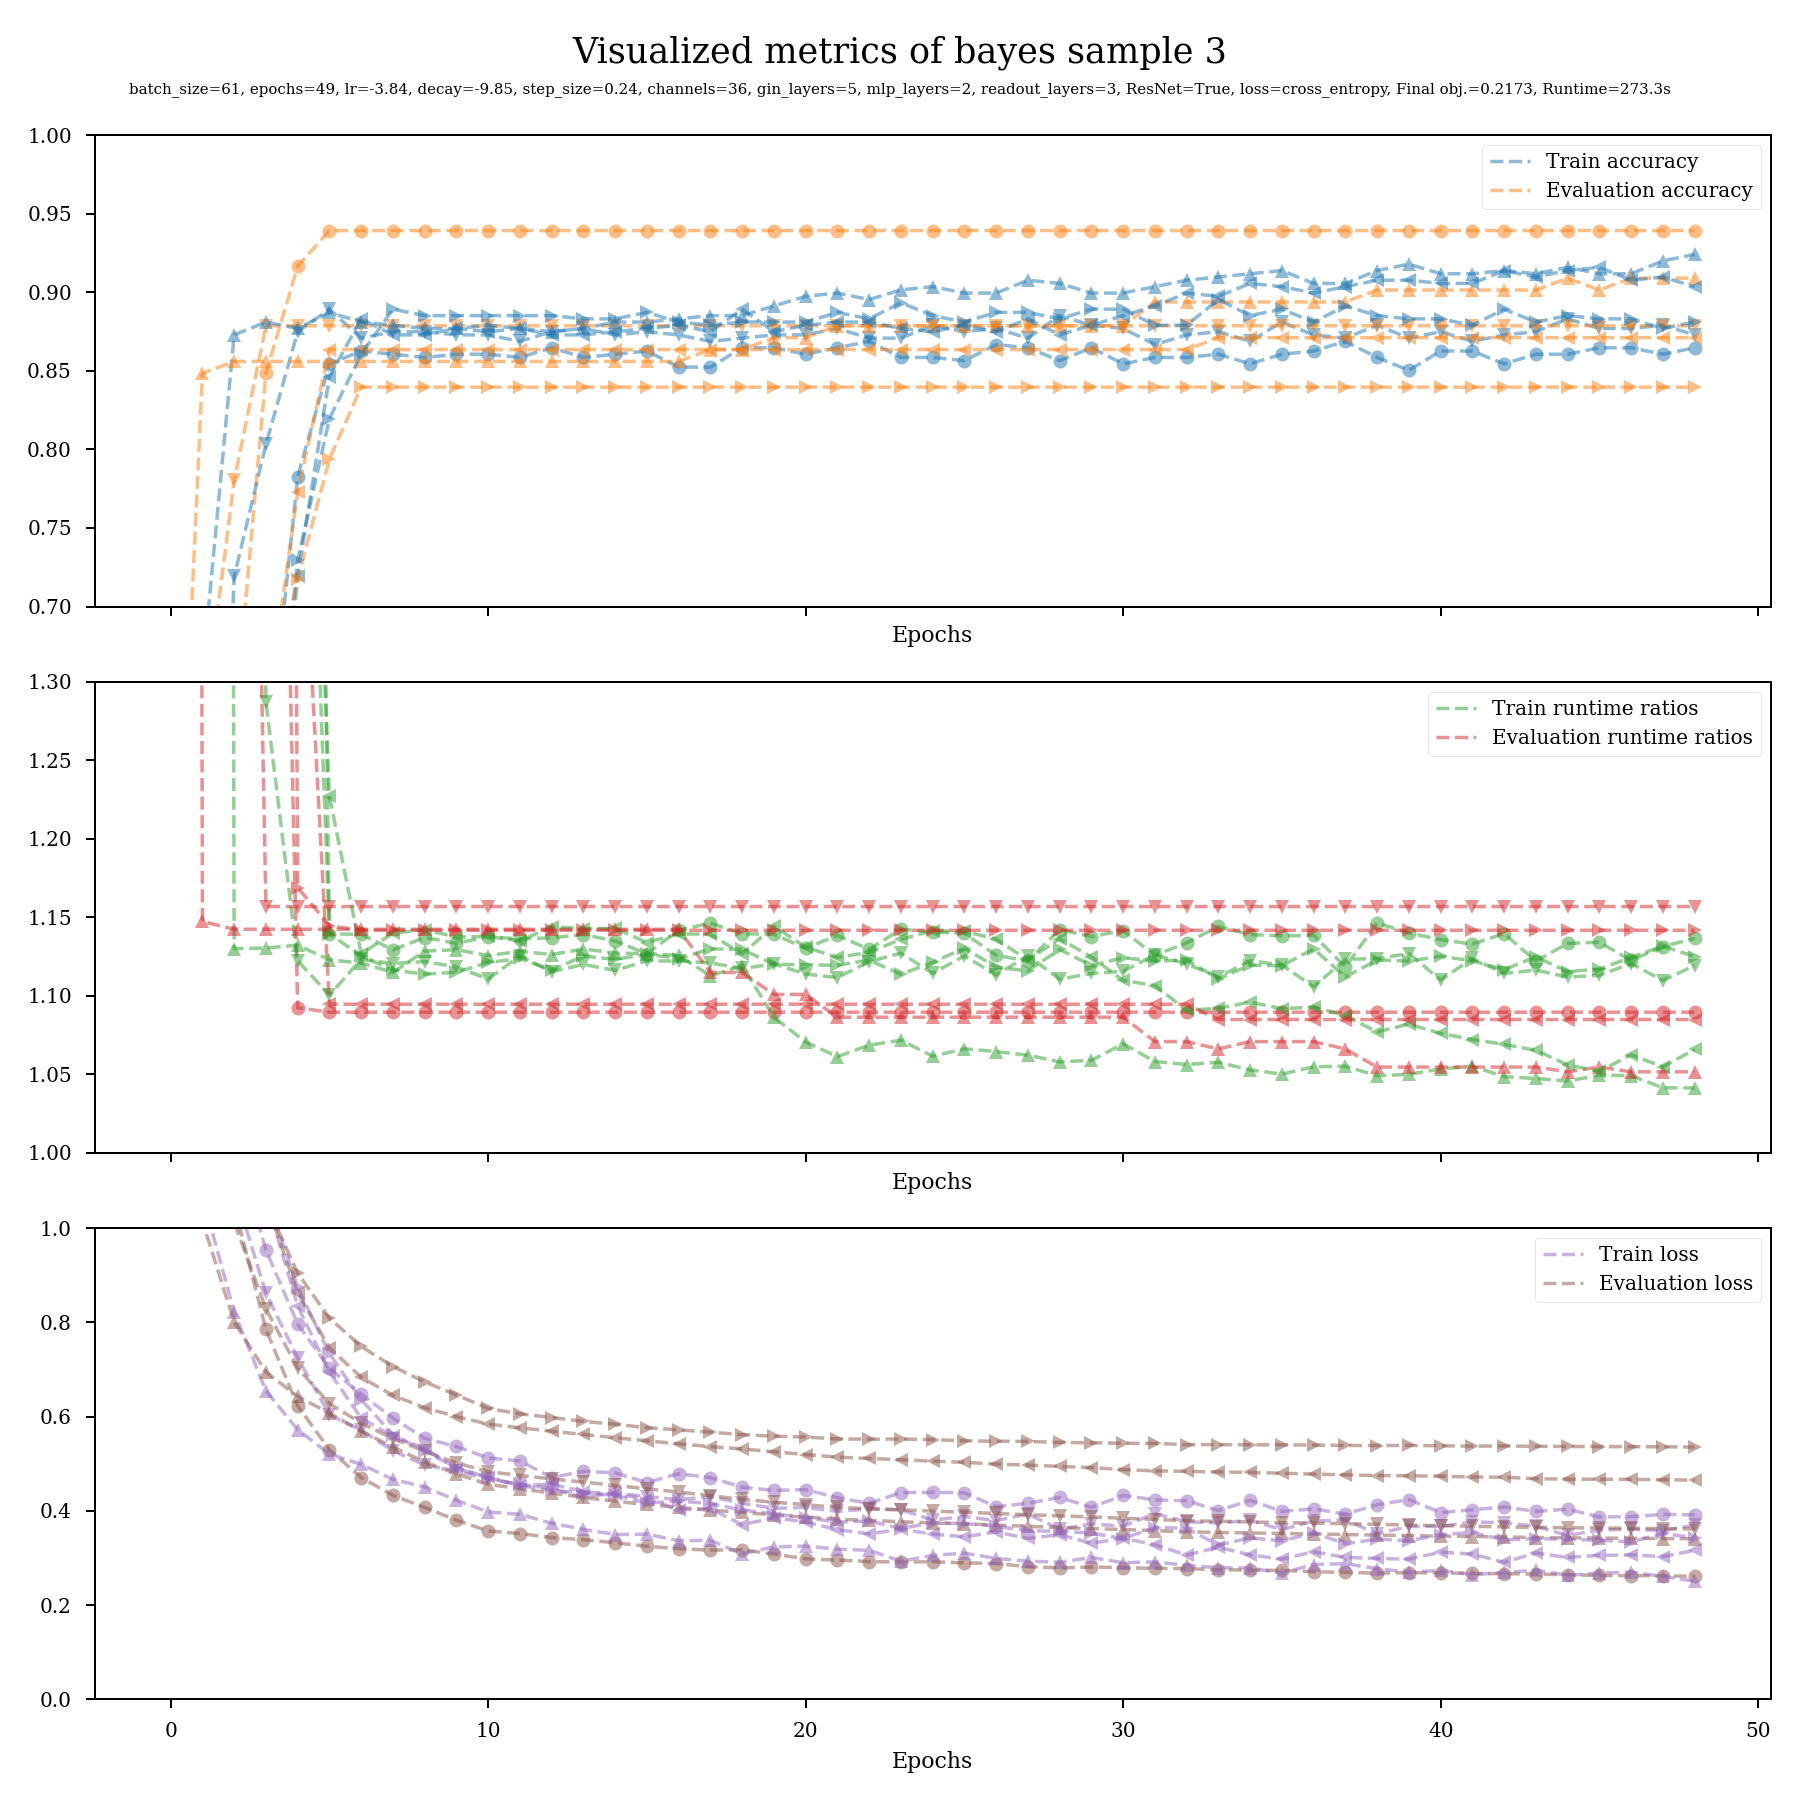 Visualized metrics of bayes sample 3
batch_size=61, epochs=49, lr=-3.84, decay=-9.85, step_size=0.24, channels=36, gin_layers=5, mlp_layers=2, readout_layers=3, ResNet=True, loss=cross_entropy, Final obj.=0.2173, Runtime=273.3s
1.00
0.95
0.90
0.85
0.80
0.75
0.70
Train accuracy
Evaluation accuracy
Epochs
1.30
1.25
1.20
1.15
1.10
1.05
1.00
Train runtime ratios
Evaluation runtime ratios
Epochs
1.0
0.8
0.6
0.4
0.2
0.0
Train loss
Evaluation loss
0 10 20 30 40 50
Epochs